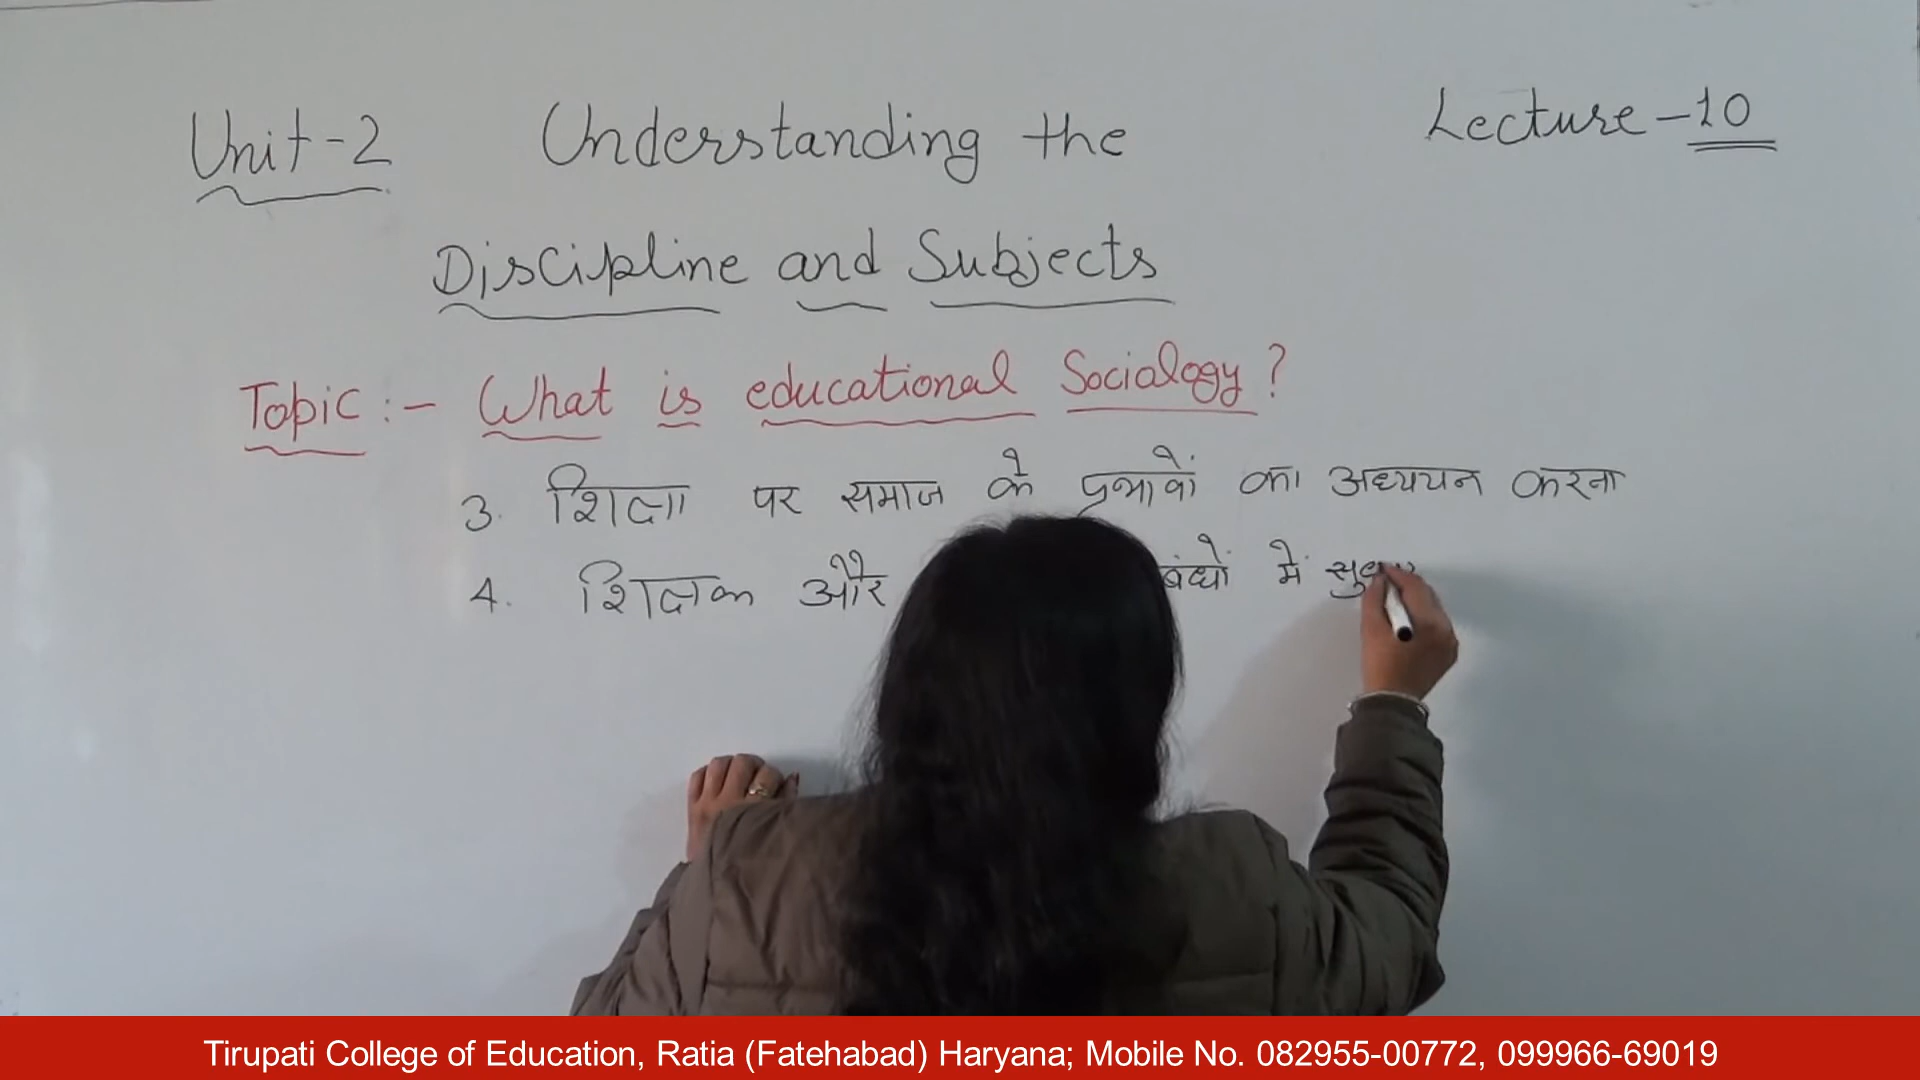 Unit-2 Understanding the Lecture-10
Discipline and Subjects
Topic:- What is educational Socialogy?
3. शिक्षा पर समाज के प्रभावों का अध्ययन करना
4. शिक्षक और में
Tirupati College of Education, Ratia (Fatehabad) Haryana; Mobile No. 082955-00772, 099966-69019